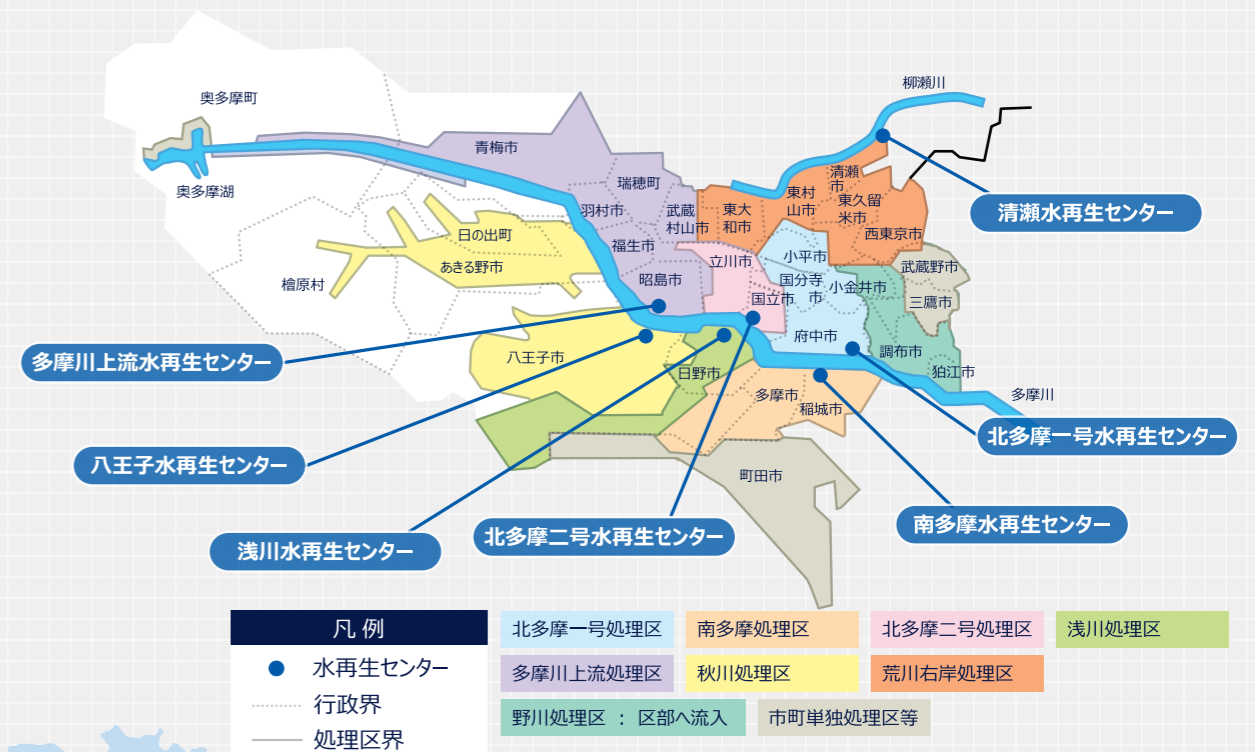 柳瀬川
奥多摩町
青梅市
奥多摩湖
瑞穂町
羽村市
武蔵
村山市
東大
和市
東村
山市
清瀬
市
東久留
米市
西東京市
清瀬水再生センター
日の出町
あきる野市
福生市
昭島市
立川市
小平市
国分寺
市
小金井市
武蔵野市
三鷹市
檜原村
国立市
府中市
調布市
狛江市
多摩川上流水再生センター
八王子市
日野市
多摩市
稲城市
多摩川
北多摩一号水再生センター
八王子水再生センター
町田市
浅川水再生センター
北多摩二号水再生センター
南多摩水再生センター
凡例
水再生センター
行政界
処理区界
北多摩一号処理区
南多摩処理区
北多摩二号処理区
浅川処理区
多摩川上流処理区
秋川処理区
荒川右岸処理区
野川処理区 : 区部へ流入
市町単独処理区等